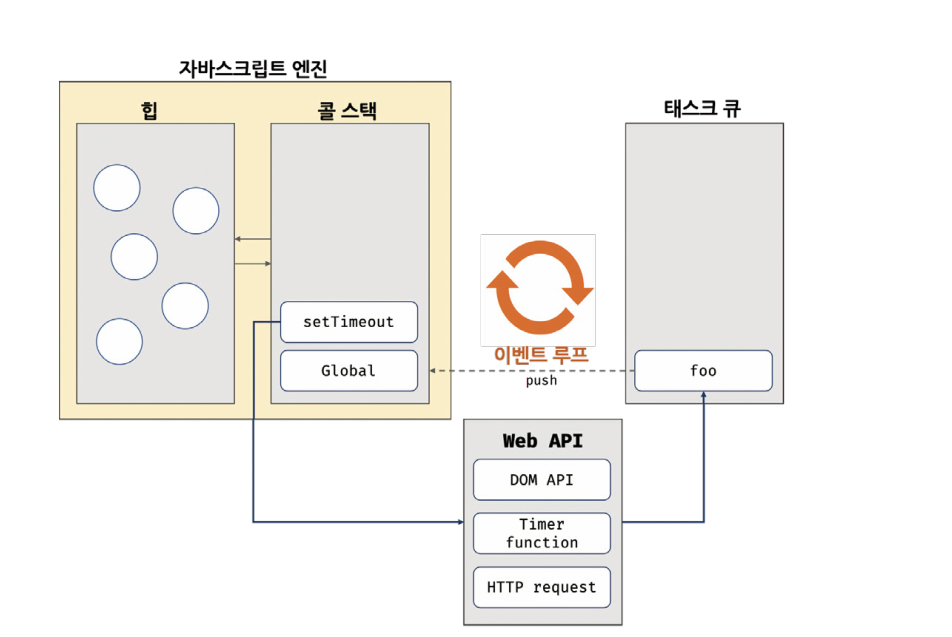 자바스크립트 엔진
힙
콜 스택
태스크 큐
setTimeout
Global
이벤트 루프
push
foo
Web API
DOM API
Timer
function
HTTP request